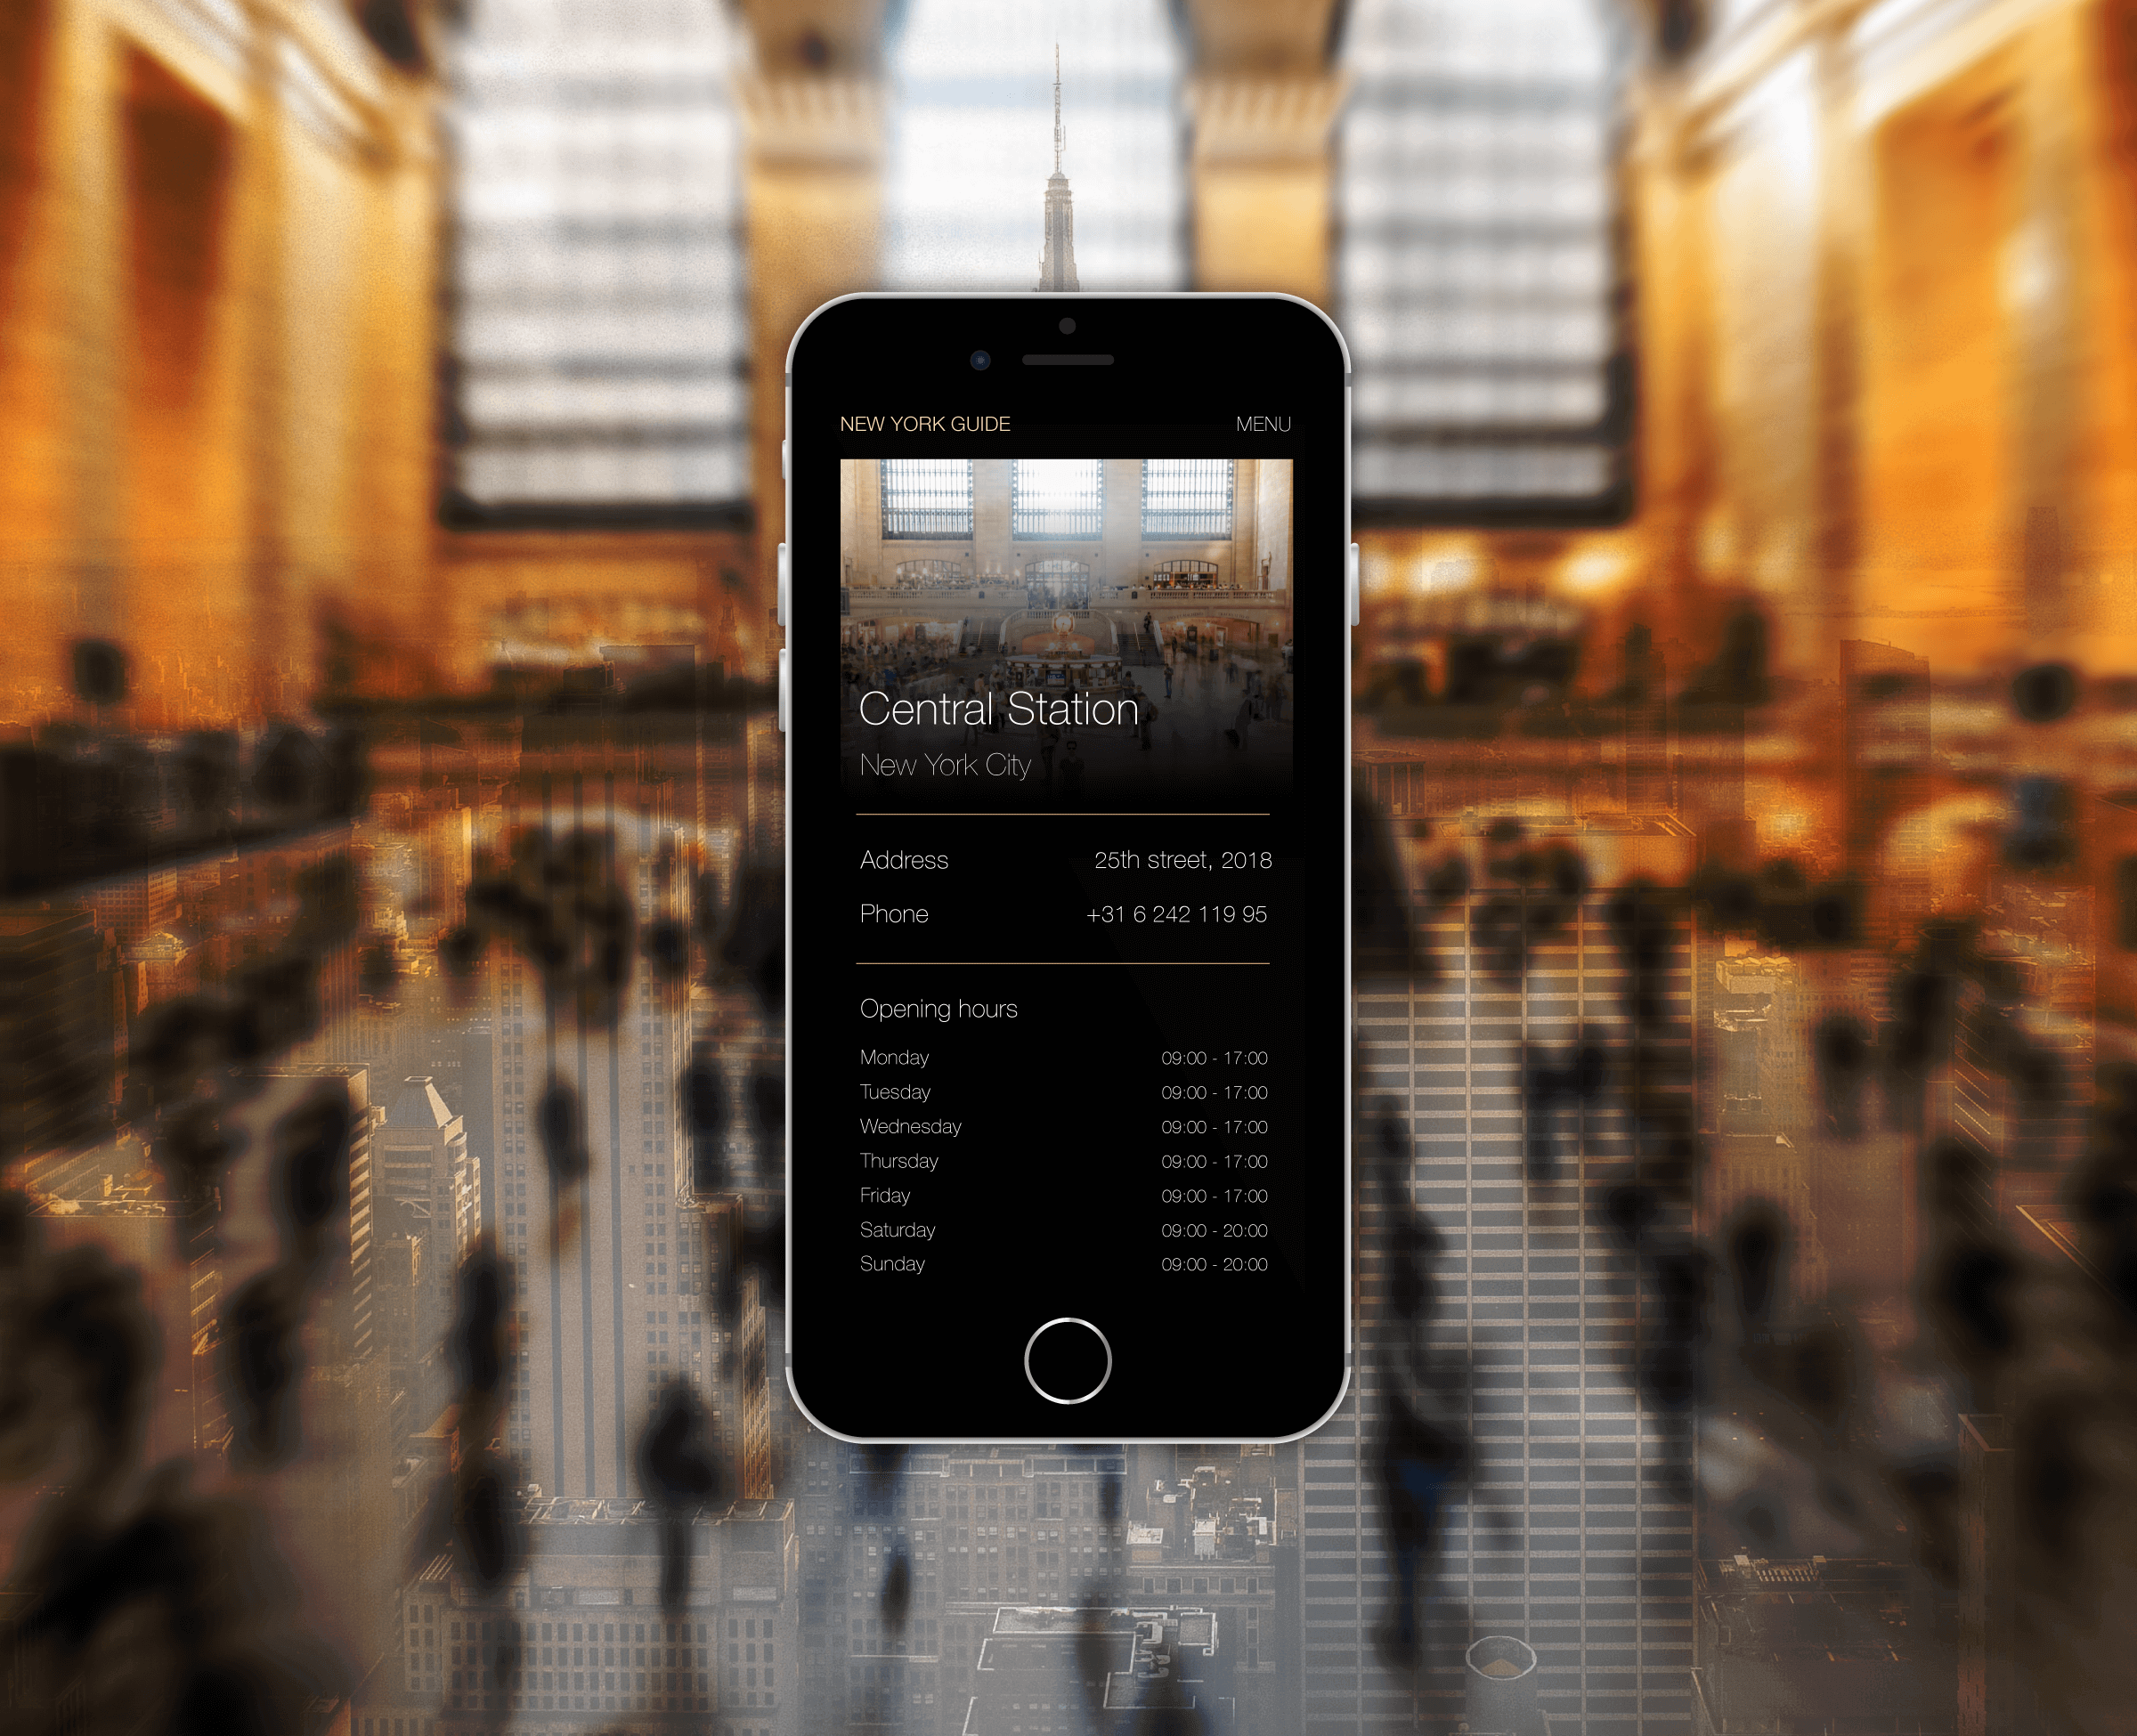 NEW YORK GUIDE MENU
Central Station
New York City
Address 25th street, 2018
Phone +31 6 242 119 95
Opening hours
Monday 09:00 - 17:00
Tuesday 09:00 - 17:00
Wednesday 09:00 - 17:00
Thursday 09:00 - 17:00
Friday 09:00 - 17:00
Saturday 09:00 - 20:00
Sunday 09:00 - 20:00